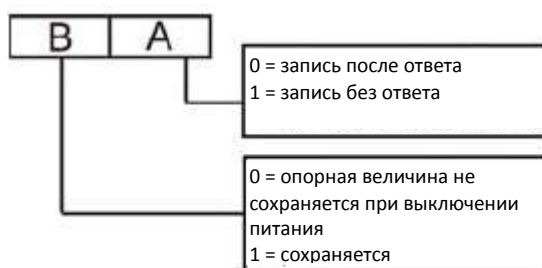 B A
0 = запись после ответа
1 = запись без ответа
0 = опорная величина не
сохраняется при выключении
питания
1 = сохраняется